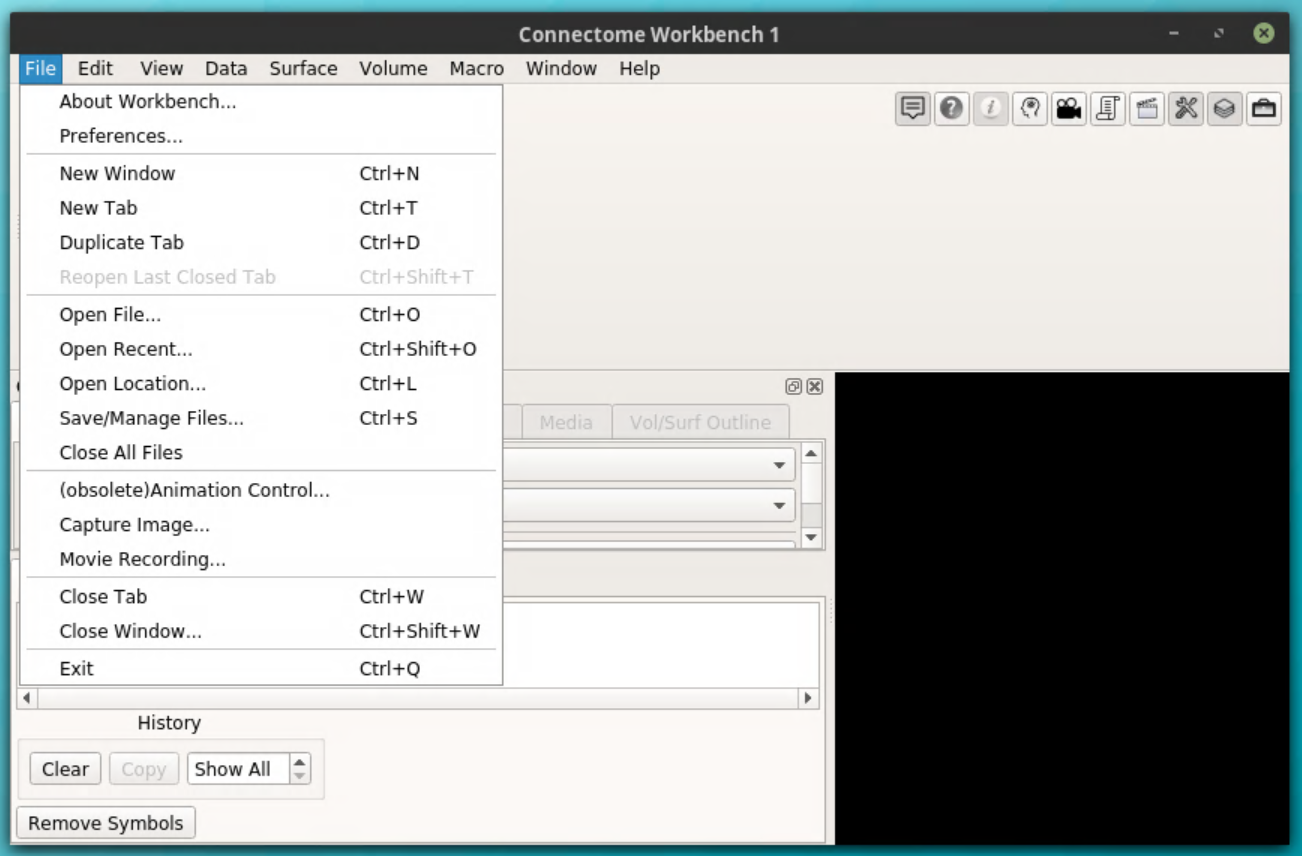 Connectome Workbench 1
File Edit View Data Surface Volume Macro Window Help
About Workbench...
Preferences...
New Window Ctrl+N
New Tab Ctrl+T
Duplicate Tab Ctrl+D
Reopen Last Closed Tab Ctrl+Shift+T
Open File... Ctrl+O
Open Recent... Ctrl+Shift+O
Open Location... Ctrl+L
Save/Manage Files... Ctrl+S
Close All Files
(obsolete)Animation Control...
Capture Image...
Movie Recording...
Close Tab Ctrl+W
Close Window... Ctrl+Shift+W
Exit Ctrl+Q
Media Vol/Surf Outline
History
Clear Copy Show All
Remove Symbols